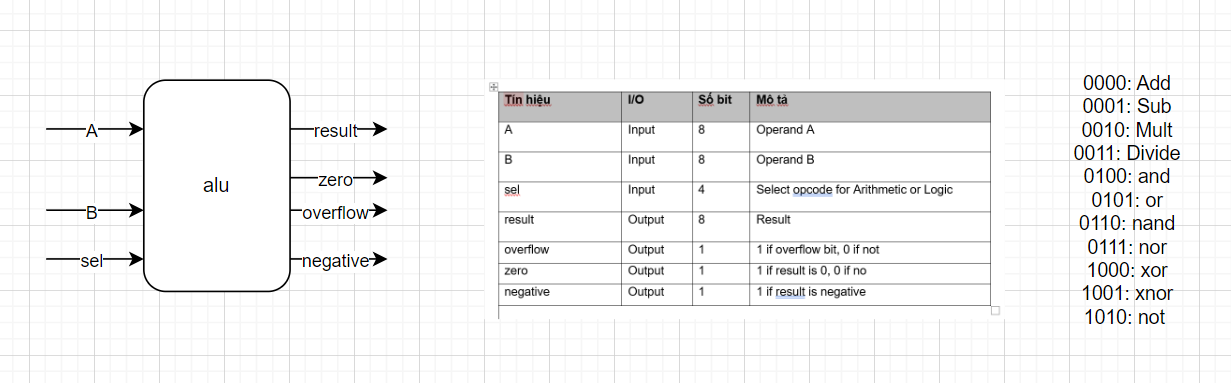 A
B
sel
alu
result
zero
overflow
negative
Tín hiệu I/O Số bit Mô tả
A Input 8 Operand A
B Input 8 Operand B
sel Input 4 Select opcode for Arithmetic or Logic
result Output 8 Result
overflow Output 1 1 if overflow bit, 0 if not
zero Output 1 1 if result is 0, 0 if no
negative Output 1 1 if result is negative
0000: Add
0001: Sub
0010: Mult
0011: Divide
0100: and
0101: or
0110: nand
0111: nor
1000: xor
1001: xnor
1010: not